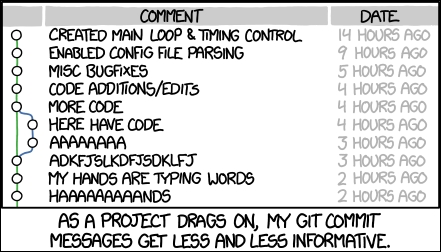 COMMENT DATE
CREATED MAIN LOOP & TIMING CONTROL 14 HOURS AGO
ENABLED CONFIG FILE PARSING 9 HOURS AGO
MISC BUGFIXES 5 HOURS AGO
CODE ADDITIONS/EDITS 4 HOURS AGO
MORE CODE 4 HOURS AGO
HERE HAVE CODE 4 HOURS AGO
AAAAAAAA 3 HOURS AGO
ADKFJSLKDFJSDKLFJ 3 HOURS AGO
MY HANDS ARE TYPING WORDS 2 HOURS AGO
HAAAAAAAAANDS 2 HOURS AGO
AS A PROJECT DRAGS ON, MY GIT COMMIT
MESSAGES GET LESS AND LESS INFORMATIVE.